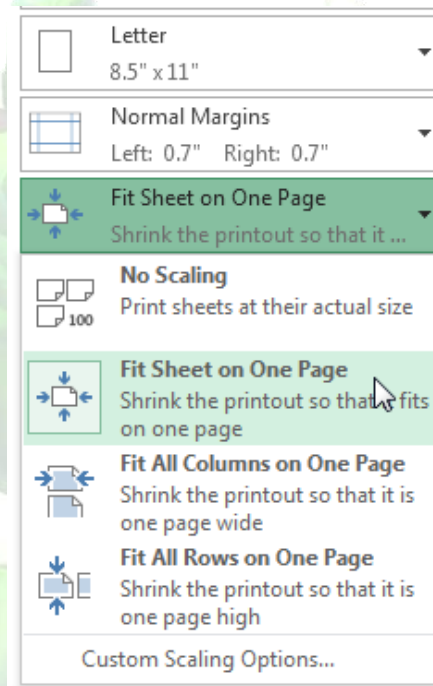 Letter
8.5" x 11"
Normal Margins
Left: 0.7" Right: 0.7"
Fit Sheet on One Page
Shrink the printout so that it ...
No Scaling
Print sheets at their actual size
100
Fit Sheet on One Page
Shrink the printout so that fits
on one page
Fit All Columns on One Page
Shrink the printout so that it is
one page wide
Fit All Rows on One Page
Shrink the printout so that it is
one page high
Custom Scaling Options...